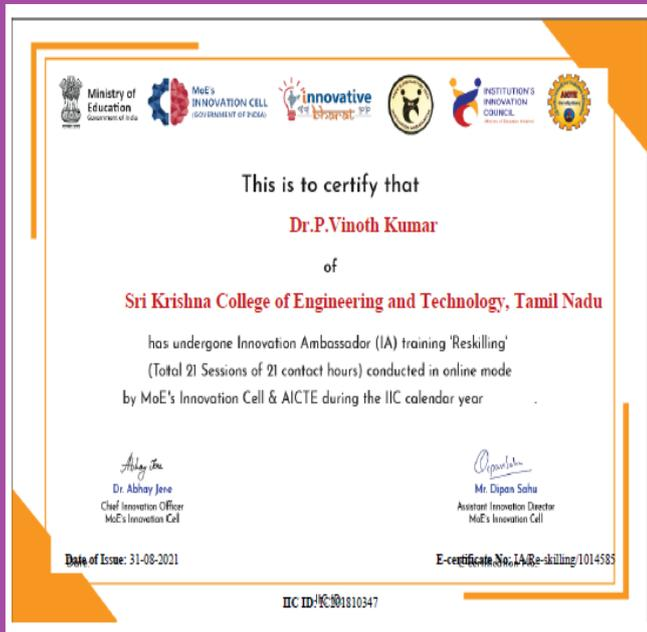 Ministry of
Education
Government of India
MoE's
INNOVATION CELL
(GOVERNMENT OF INDIA)
innovative
bharat
INSTITUTION'S
INNOVATION
COUNCIL
AICTE
This is to certify that
Dr.P.Vinoth Kumar
of
Sri Krishna College of Engineering and Technology, Tamil Nadu
has undergone Innovation Ambassador (IA) training 'Reskilling'
(Total 21 Sessions of 21 contact hours) conducted in online mode
by MoE's Innovation Cell & AICTE during the IIC calendar year .
Dr. Abhay Jere
Chief Innovation Officer
MoE's Innovation Cell
Mr. Dipan Sahu
Assistant Innovation Director
MoE's Innovation Cell
Date of Issue: 31-08-2021
E-certificate No: IA/Re-skilling/1014585
IIC ID: IC201810347